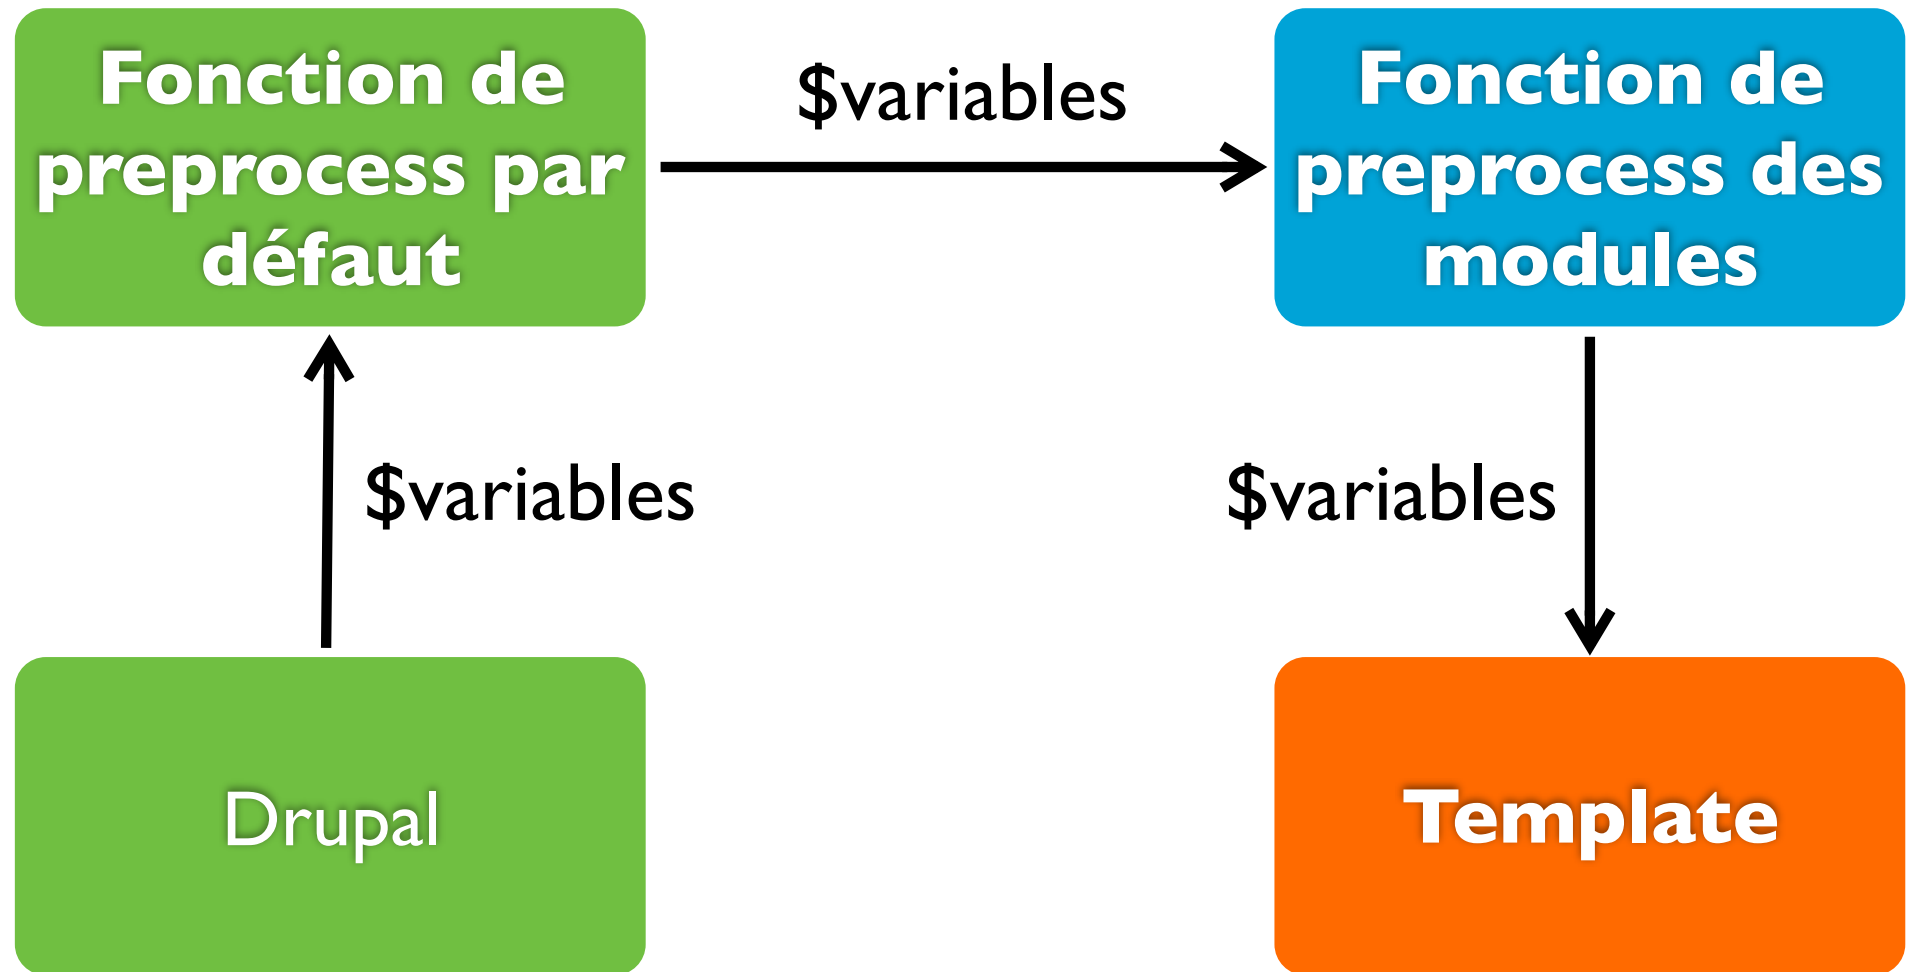 Fonction de
preprocess par
défaut
$variables
Fonction de
preprocess des
modules
$variables
$variables
Drupal
Template